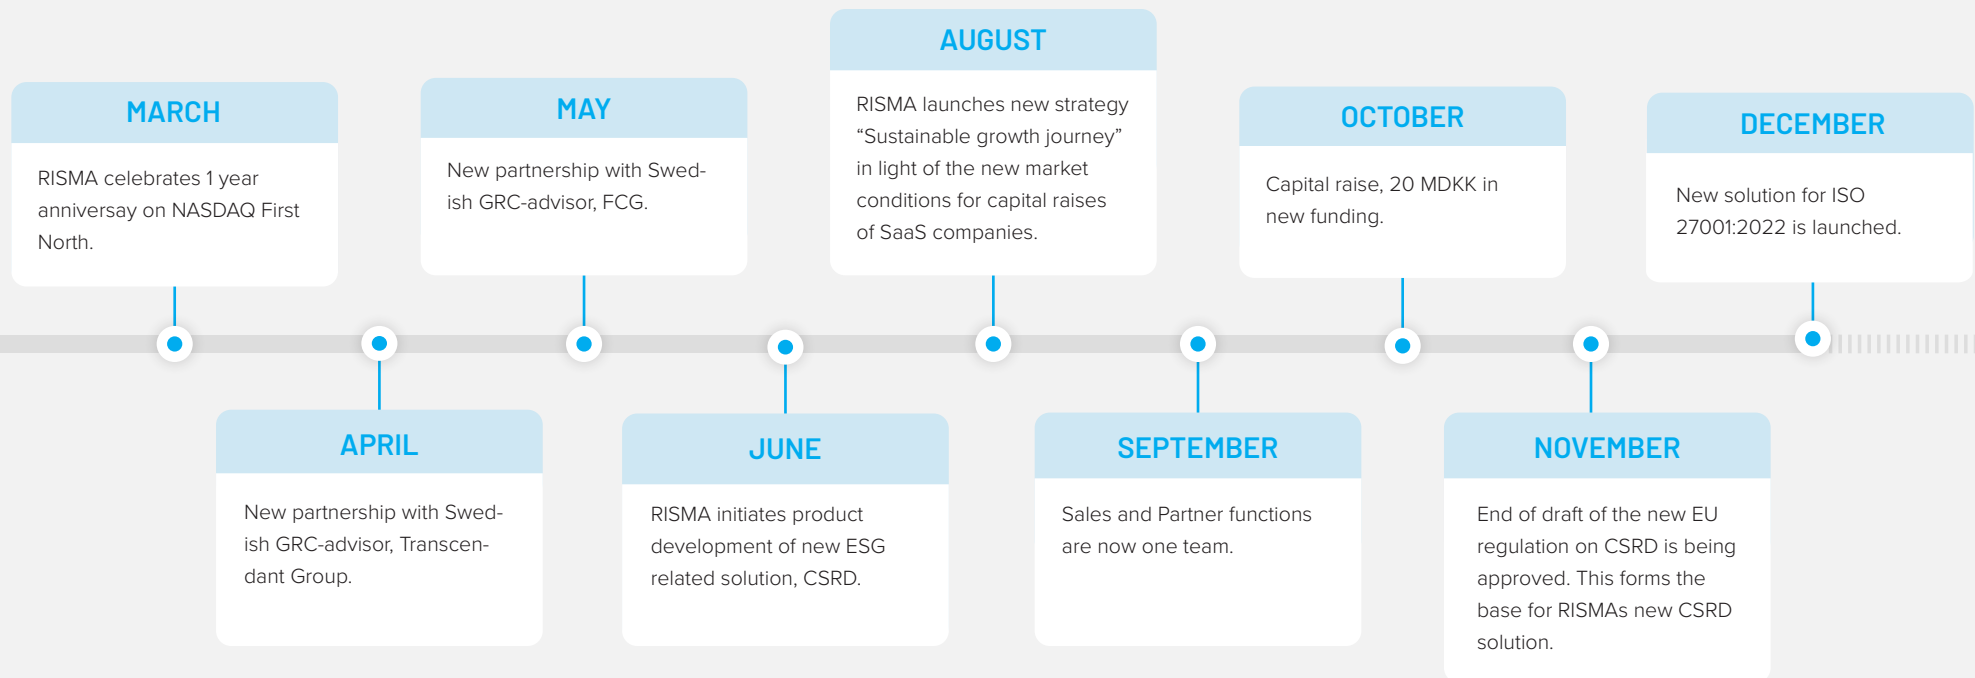 MARCH
RISMA celebrates 1 year
anniversay on NASDAQ First
North.
APRIL
New partnership with Swed-
ish GRC-advisor, Transcen-
dant Group.
MAY
New partnership with Swed-
ish GRC-advisor, FCG.
JUNE
RISMA initiates product
development of new ESG
related solution, CSRD.
AUGUST
RISMA launches new strategy
“Sustainable growth journey”
in light of the new market
conditions for capital raises
of SaaS companies.
SEPTEMBER
Sales and Partner functions
are now one team.
OCTOBER
Capital raise, 20 MDKK in
new funding.
NOVEMBER
End of draft of the new EU
regulation on CSRD is being
approved. This forms the
base for RISMAs new CSRD
solution.
DECEMBER
New solution for ISO
27001:2022 is launched.